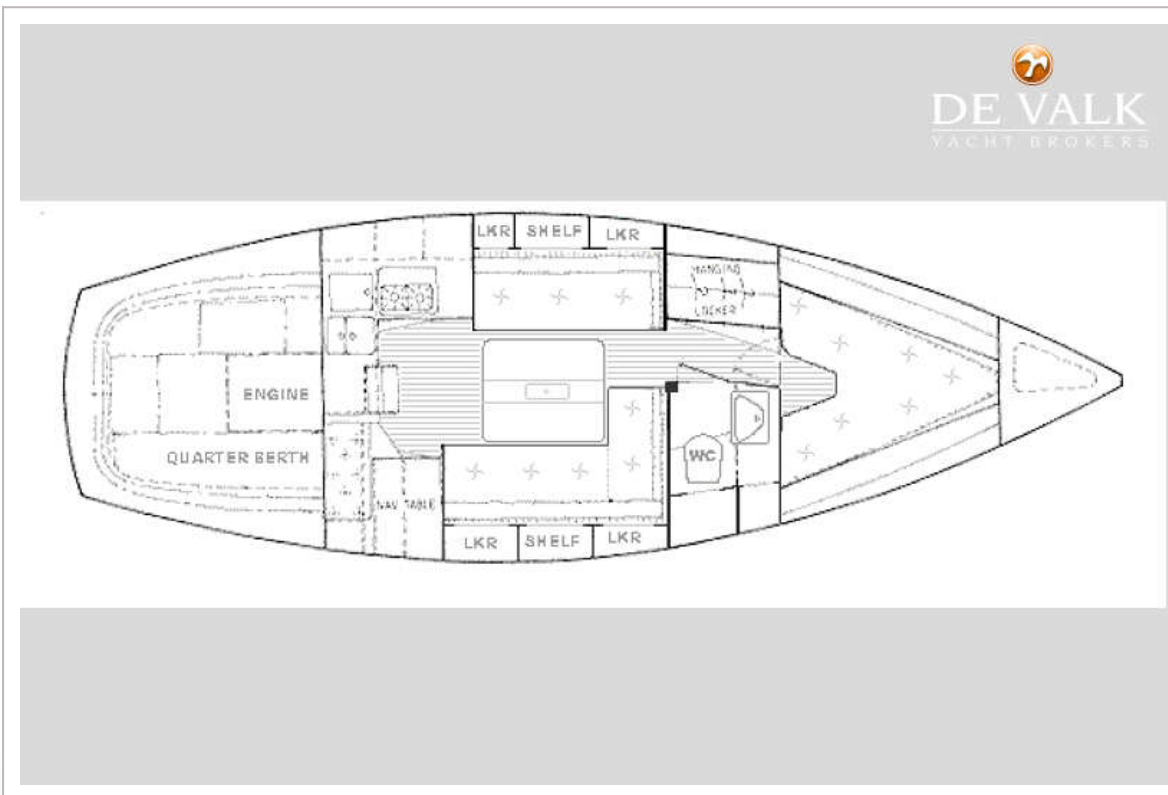 DE VALK
YACHT BROKERS
LKR SHELF LKR
HANGING
LOCKER
ENGINE
QUARTER BERTH
WC
NAV TABLE
LKR SHELF LKR